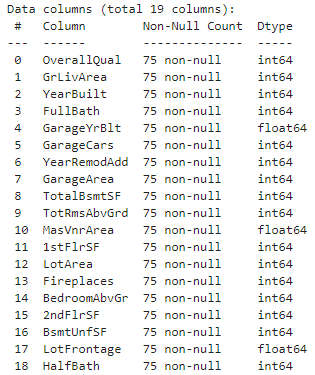 Data columns (total 19 columns):
 #   Column        Non-Null Count  Dtype
---  ------        --------------  -----
 0   OverallQual   75 non-null     int64
 1   GrLivArea     75 non-null     int64
 2   YearBuilt     75 non-null     int64
 3   FullBath      75 non-null     int64
 4   GarageYrBlt   75 non-null     float64
 5   GarageCars    75 non-null     int64
 6   YearRemodAdd  75 non-null     int64
 7   GarageArea    75 non-null     int64
 8   TotalBsmtSF   75 non-null     int64
 9   TotRmsAbvGrd  75 non-null     int64
 10  MasVnrArea    75 non-null     float64
 11  1stFlrSF      75 non-null     int64
 12  LotArea       75 non-null     int64
 13  Fireplaces    75 non-null     int64
 14  BedroomAbvGr  75 non-null     int64
 15  2ndFlrSF      75 non-null     int64
 16  BsmtUnfSF     75 non-null     int64
 17  LotFrontage   75 non-null     float64
 18  HalfBath      75 non-null     int64